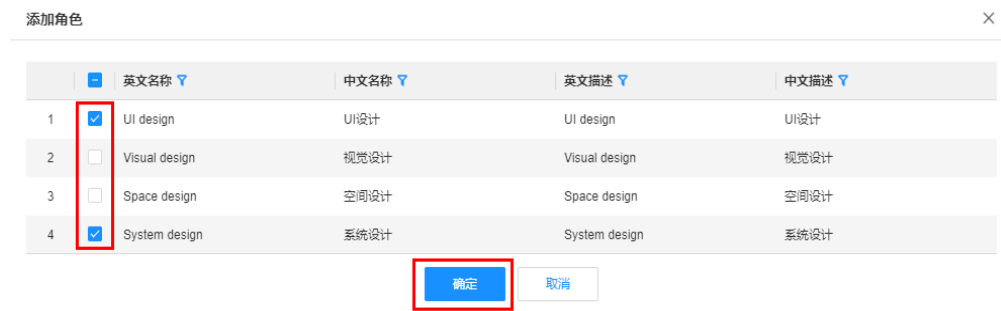 添加角色
英文名称 中文名称 英文描述 中文描述
1 UI design UI设计 UI design UI设计
2 Visual design 视觉设计 Visual design 视觉设计
3 Space design 空间设计 Space design 空间设计
4 System design 系统设计 System design 系统设计
确定 取消